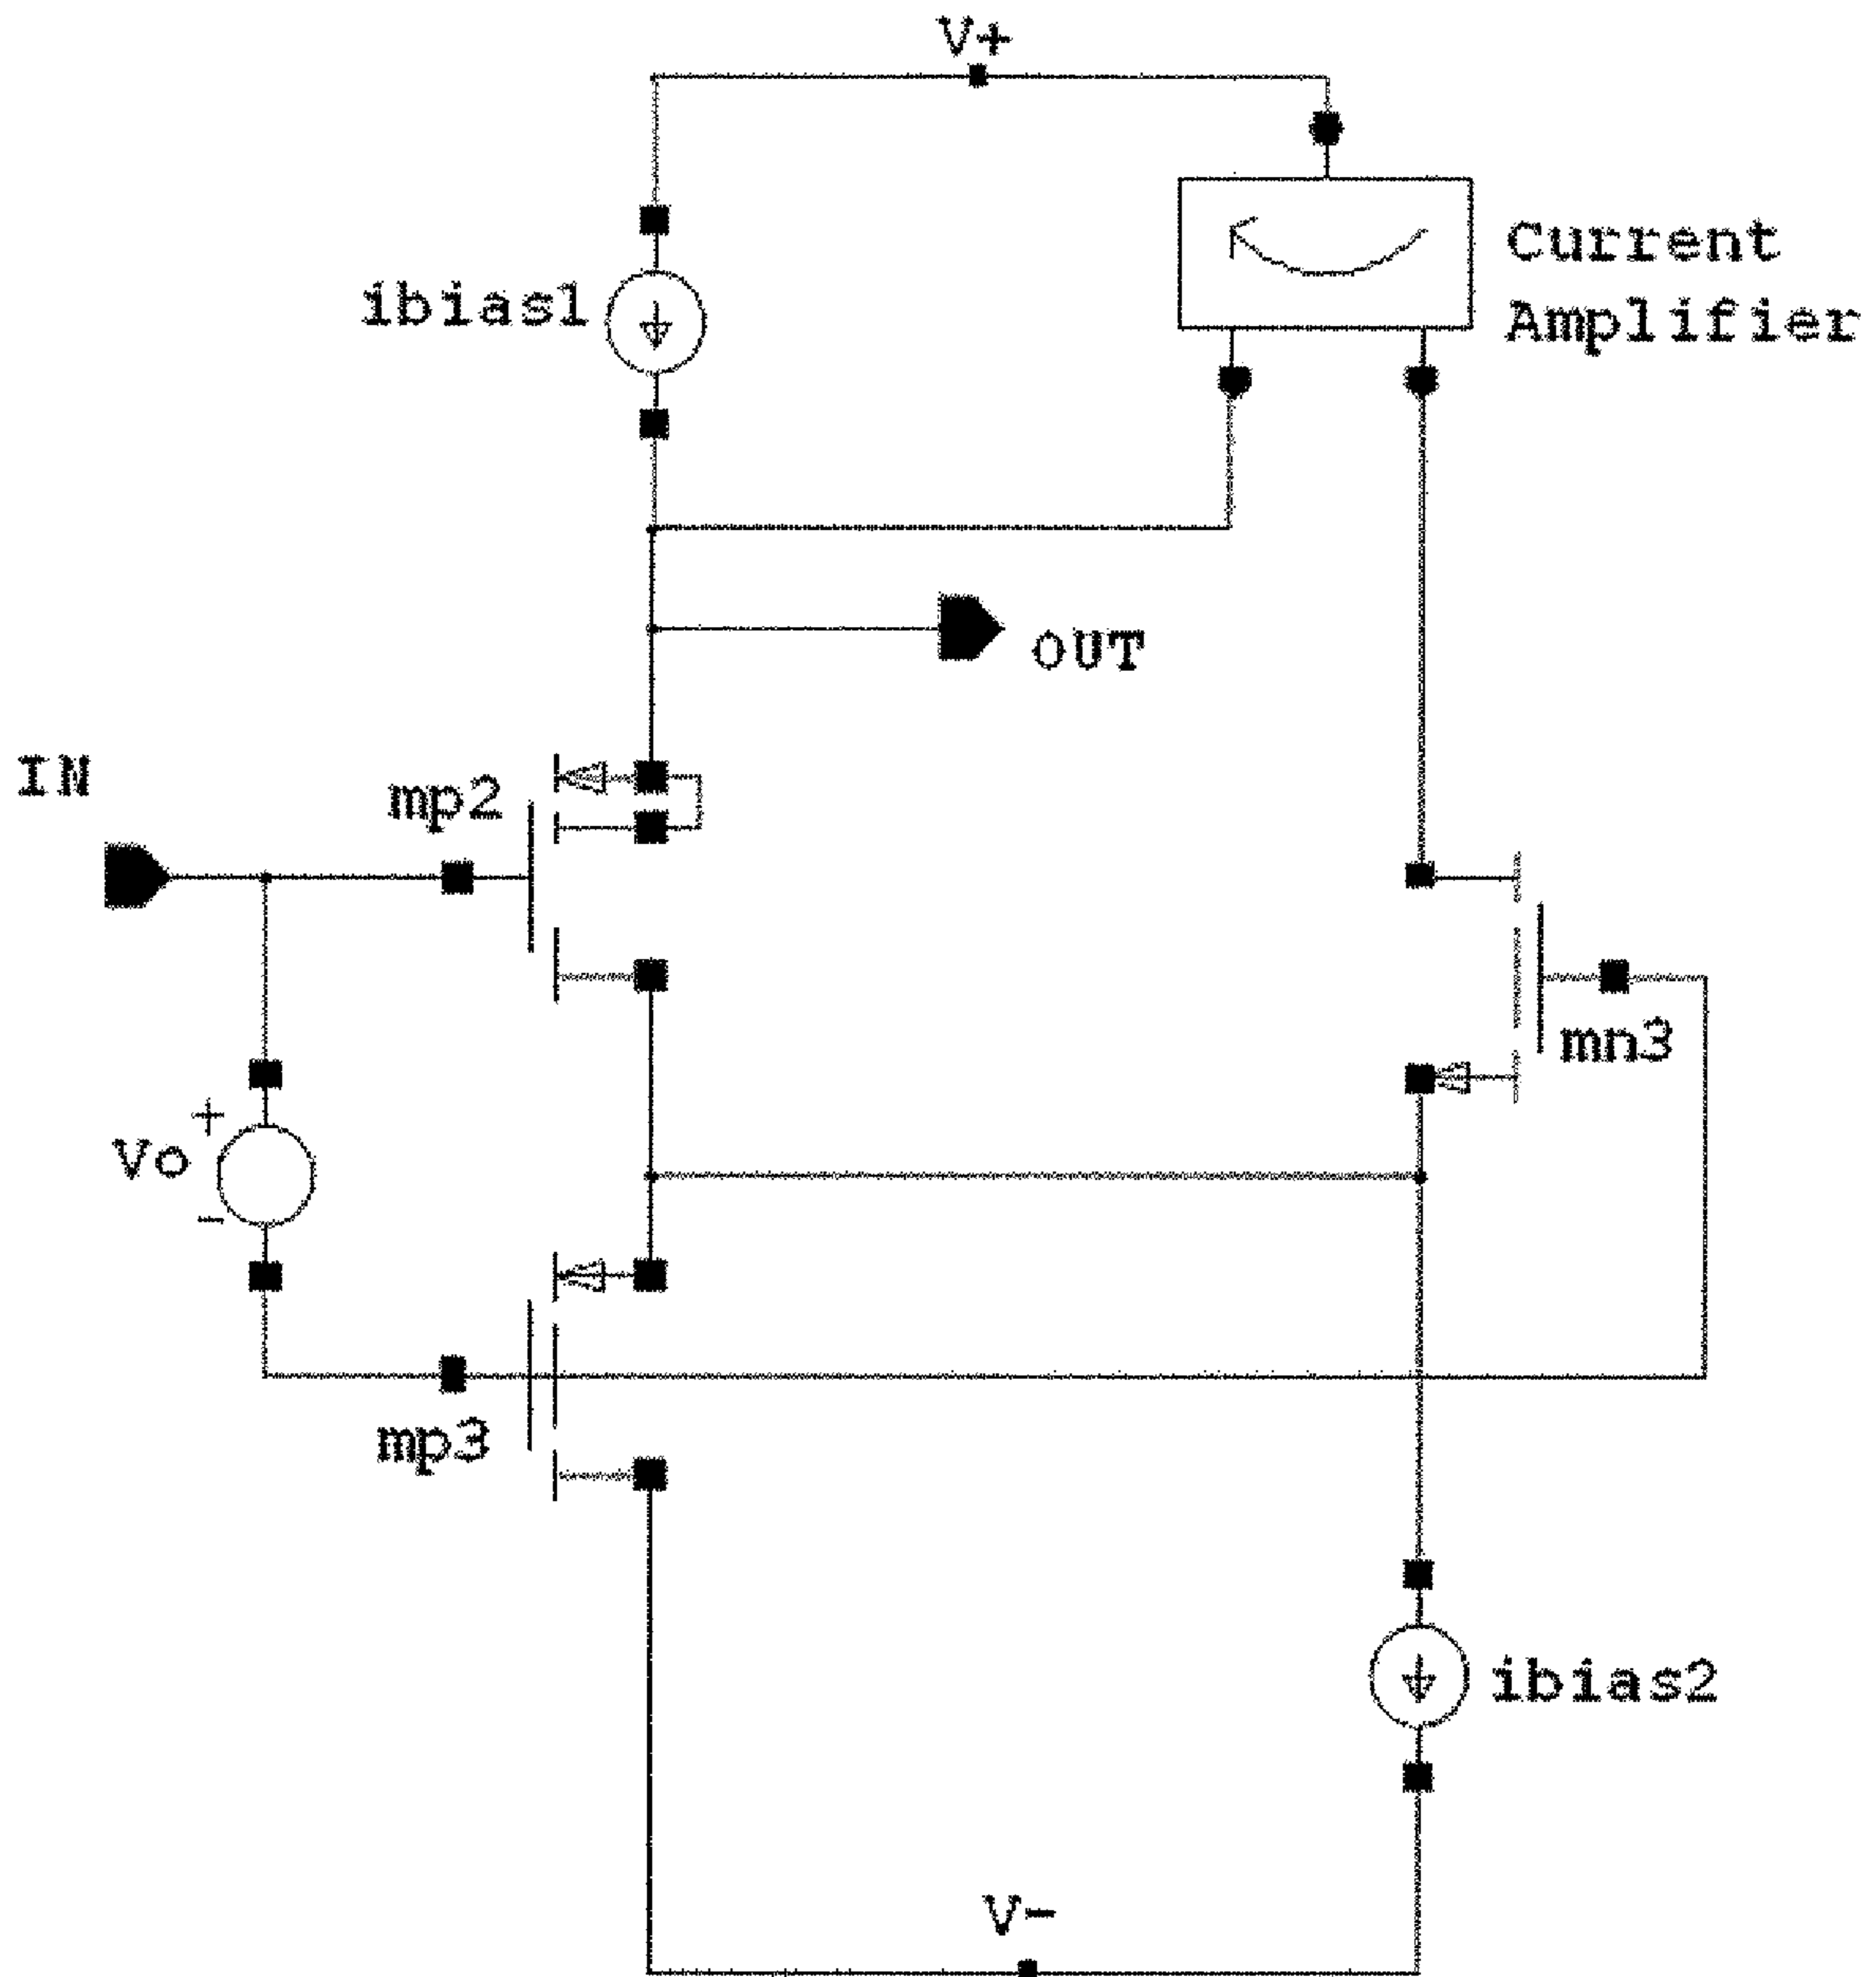 V+
ibias1
Current
Amplifier
OUT
IN
mp2
mn3
+
Vo
-
mp3
ibias2
V-